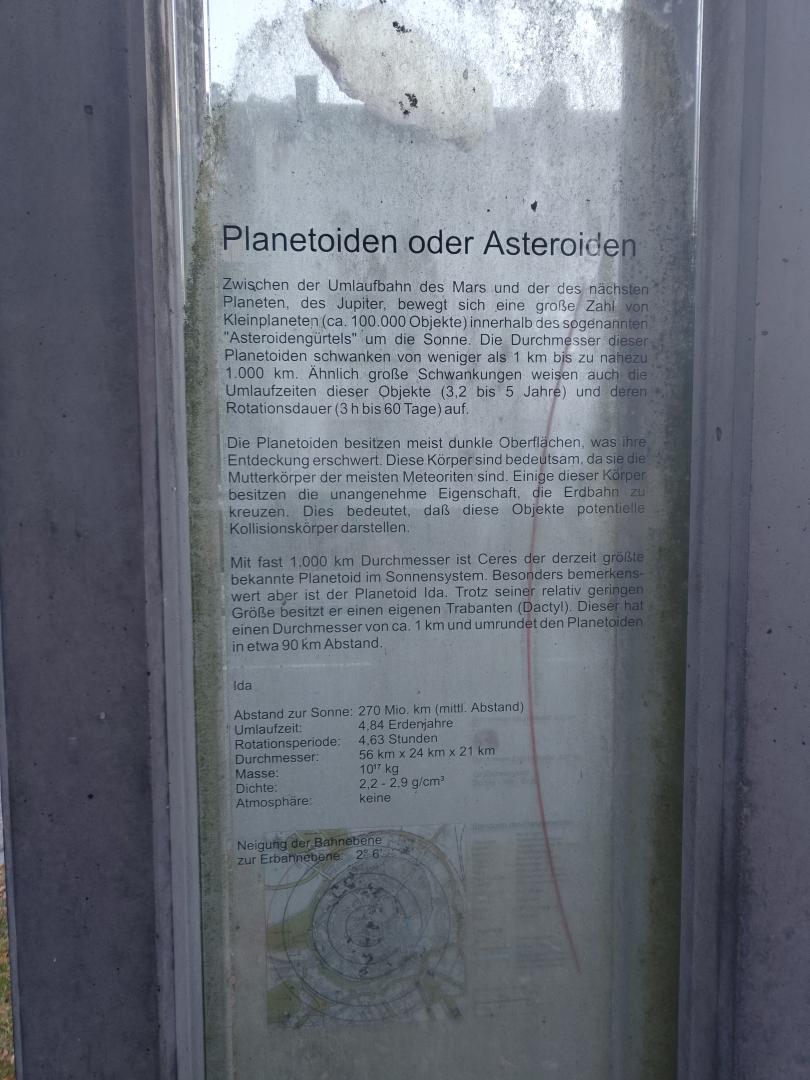 Planetoiden oder Asteroiden
Zwischen der Umlaufbahn des Mars und der des nächsten
Planeten, des Jupiter, bewegt sich eine große Zahl von
Kleinplaneten (ca. 100.000 Objekte) innerhalb des sogenannten
"Asteroidengürtels" um die Sonne. Die Durchmesser dieser
Planetoiden schwanken von weniger als 1 km bis zu nahezu
1.000 km. Ähnlich große Schwankungen weisen auch die
Umlaufzeiten dieser Objekte (3,2 bis 5 Jahre) und deren
Rotationsdauer (3 h bis 60 Tage) auf.
Die Planetoiden besitzen meist dunkle Oberflächen, was ihre
Entdeckung erschwert. Diese Körper sind bedeutsam, da sie die
Mutterkörper der meisten Meteoriten sind. Einige dieser Körper
besitzen die unangenehme Eigenschaft, die Erdbahn zu
kreuzen. Dies bedeutet, daß diese Objekte potentielle
Kollisionskörper darstellen.
Mit fast 1.000 km Durchmesser ist Ceres der derzeit größte
bekannte Planetoid im Sonnensystem. Besonders bemerkens-
wert aber ist der Planetoid Ida. Trotz seiner relativ geringen
Größe besitzt er einen eigenen Trabanten (Dactyl). Dieser hat
einen Durchmesser von ca. 1 km und umrundet den Planetoiden
in etwa 90 km Abstand.
Ida
Abstand zur Sonne: 270 Mio. km (mittl. Abstand)
Umlaufzeit: 4,84 Erdenjahre
Rotationsperiode: 4,63 Stunden
Durchmesser: 56 km x 24 km x 21 km
Masse: 10¹⁷ kg
Dichte: 2,2 - 2,9 g/cm³
Atmosphäre: keine
Neigung der Bahnebene
zur Erbahnebene: 2° 6'